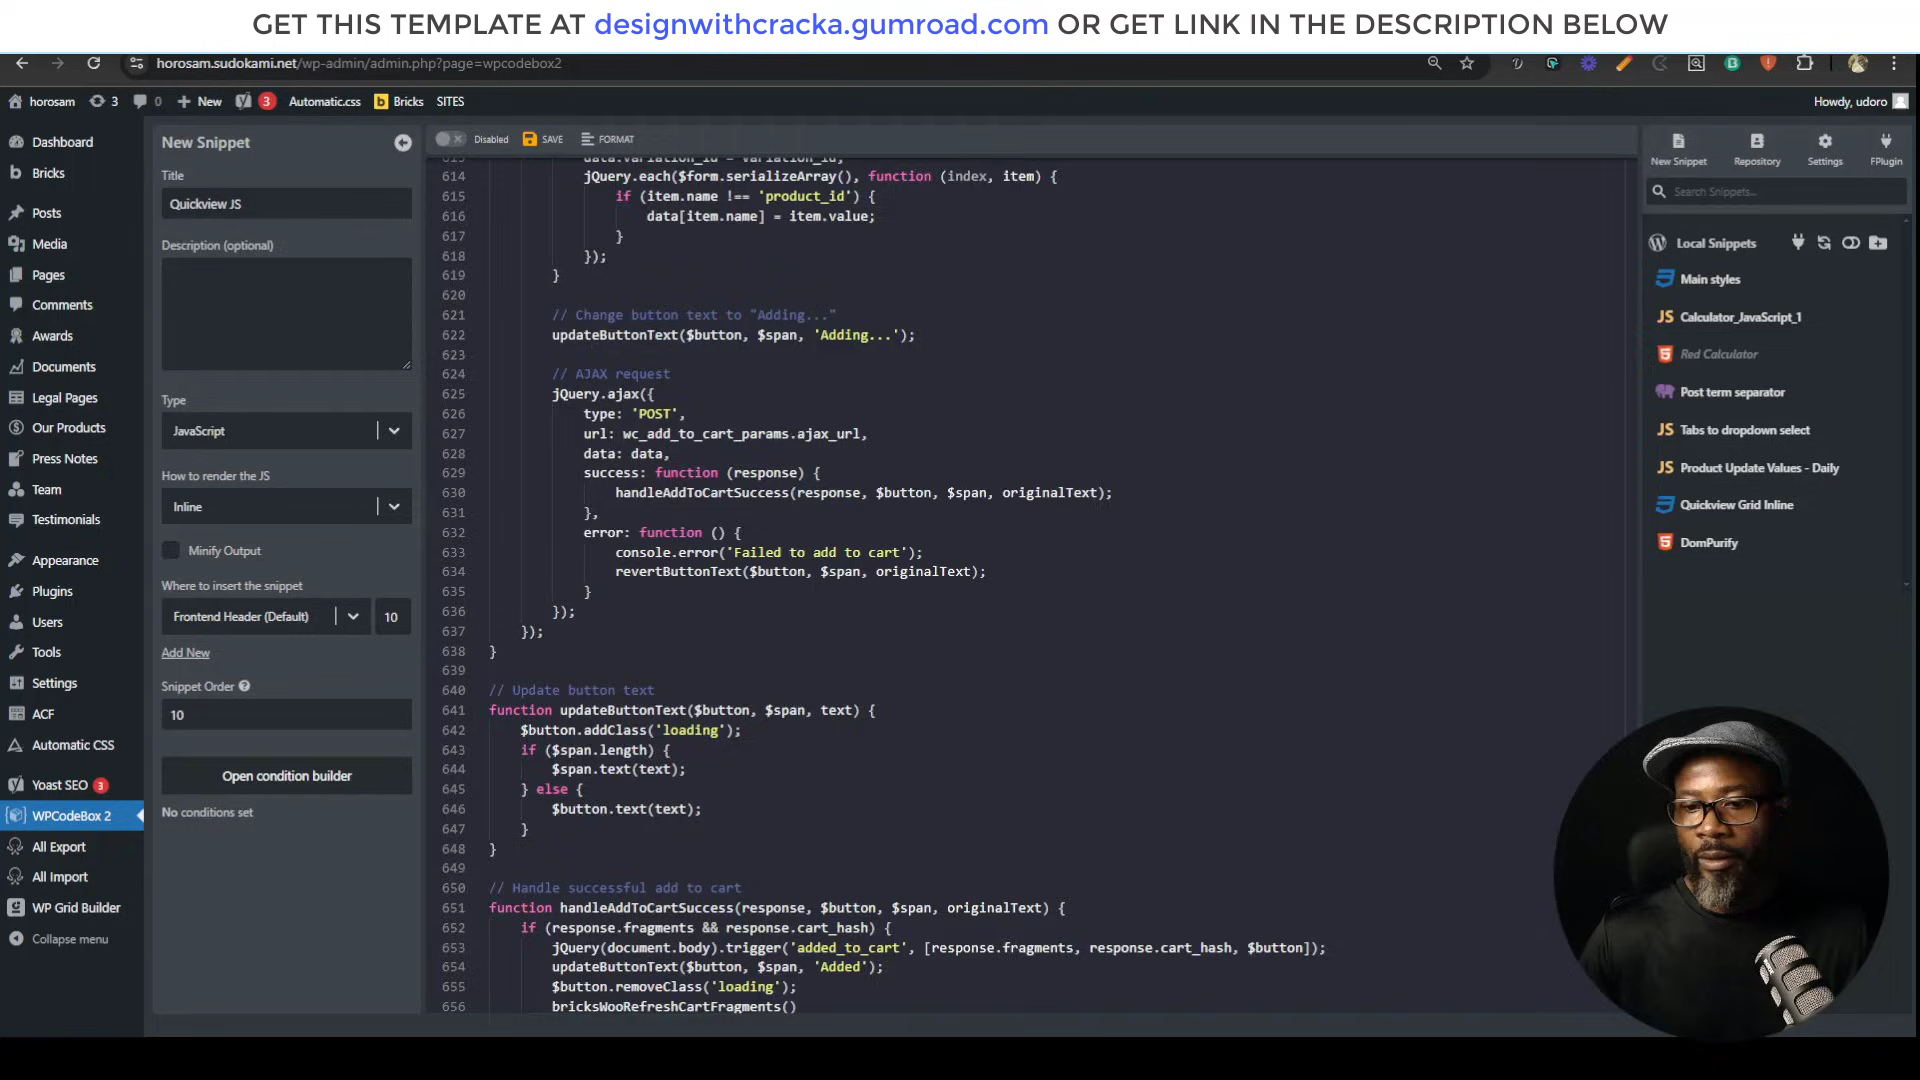 GET THIS TEMPLATE AT designwithcracka.gumroad.com OR GET LINK IN THE DESCRIPTION BELOW
horosam.sudokami.net/wp-admin/admin.php?page=wpcodebox2
horosam 3 0 New 3 Automatic.css Bricks SITES Howdy, udoro
Dashboard
Bricks
Posts
Media
Pages
Comments
Awards
Documents
Legal Pages
Our Products
Press Notes
Team
Testimonials
Appearance
Plugins
Users
Tools
Settings
ACF
Automatic CSS
Yoast SEO 3
WPCodeBox 2
All Export
All Import
WP Grid Builder
Collapse menu
New Snippet
Title
Quickview JS
Description (optional)
Type
JavaScript
How to render the JS
Inline
Minify Output
Where to insert the snippet
Frontend Header (Default) 10
Add New
Snippet Order
10
Open condition builder
No conditions set
Disabled SAVE FORMAT
613 data.variation_id = variation_id;
614 jQuery.each($form.serializeArray(), function (index, item) {
615 if (item.name !== 'product_id') {
616 data[item.name] = item.value;
617 }
618 });
619 }
620
621 // Change button text to "Adding..."
622 updateButtonText($button, $span, 'Adding...');
623
624 // AJAX request
625 jQuery.ajax({
626 type: 'POST',
627 url: wc_add_to_cart_params.ajax_url,
628 data: data,
629 success: function (response) {
630 handleAddToCartSuccess(response, $button, $span, originalText);
631 },
632 error: function () {
633 console.error('Failed to add to cart');
634 revertButtonText($button, $span, originalText);
635 }
636 });
637 });
638 }
639
640 // Update button text
641 function updateButtonText($button, $span, text) {
642 $button.addClass('loading');
643 if ($span.length) {
644 $span.text(text);
645 } else {
646 $button.text(text);
647 }
648 }
649
650 // Handle successful add to cart
651 function handleAddToCartSuccess(response, $button, $span, originalText) {
652 if (response.fragments && response.cart_hash) {
653 jQuery(document.body).trigger('added_to_cart', [response.fragments, response.cart_hash, $button]);
654 updateButtonText($button, $span, 'Added');
655 $button.removeClass('loading');
656 bricksWooRefreshCartFragments()
New Snippet Repository Settings FPlugin
Search Snippets...
Local Snippets
Main styles
JS Calculator_JavaScript_1
Red Calculator
Post term separator
JS Tabs to dropdown select
JS Product Update Values - Daily
Quickview Grid Inline
DomPurify